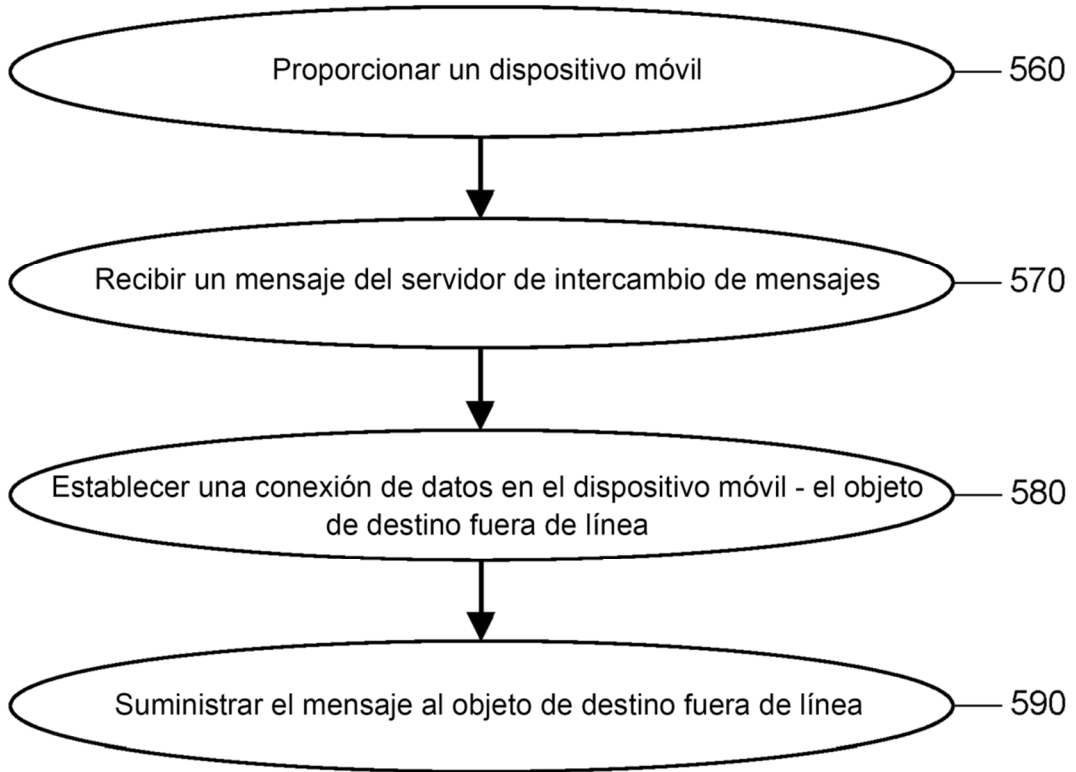 Proporcionar un dispositivo móvil
560
Recibir un mensaje del servidor de intercambio de mensajes
570
Establecer una conexión de datos en el dispositivo móvil - el objeto
de destino fuera de línea
580
Suministrar el mensaje al objeto de destino fuera de línea
590